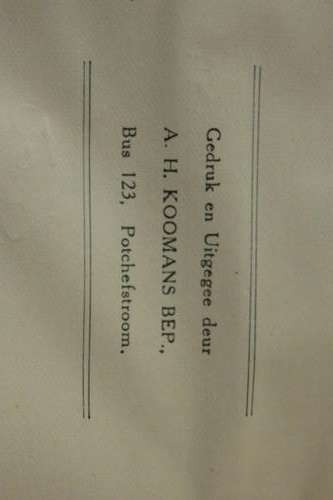 Gedruk en Uitgegee deur
A. H. KOOMANS BEP.,
Bus 123, Potchefstroom.